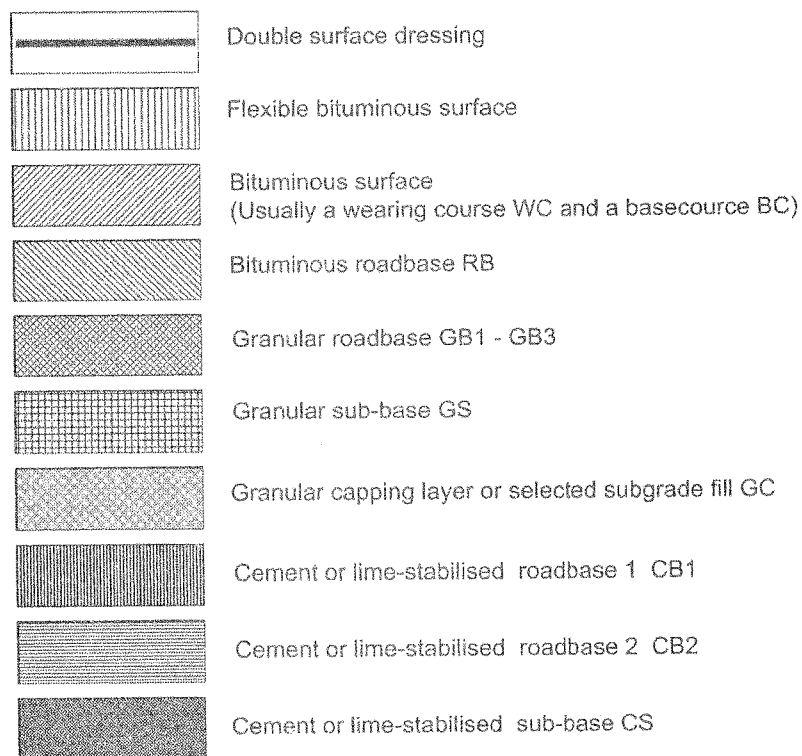 Double surface dressing
Flexible bituminous surface
Bituminous surface
(Usually a wearing course WC and a basecource BC)
Bituminous roadbase RB
Granular roadbase GB1 - GB3
Granular sub-base GS
Granular capping layer or selected subgrade fill GC
Cement or lime-stabilised roadbase 1 CB1
Cement or lime-stabilised roadbase 2 CB2
Cement or lime-stabilised sub-base CS